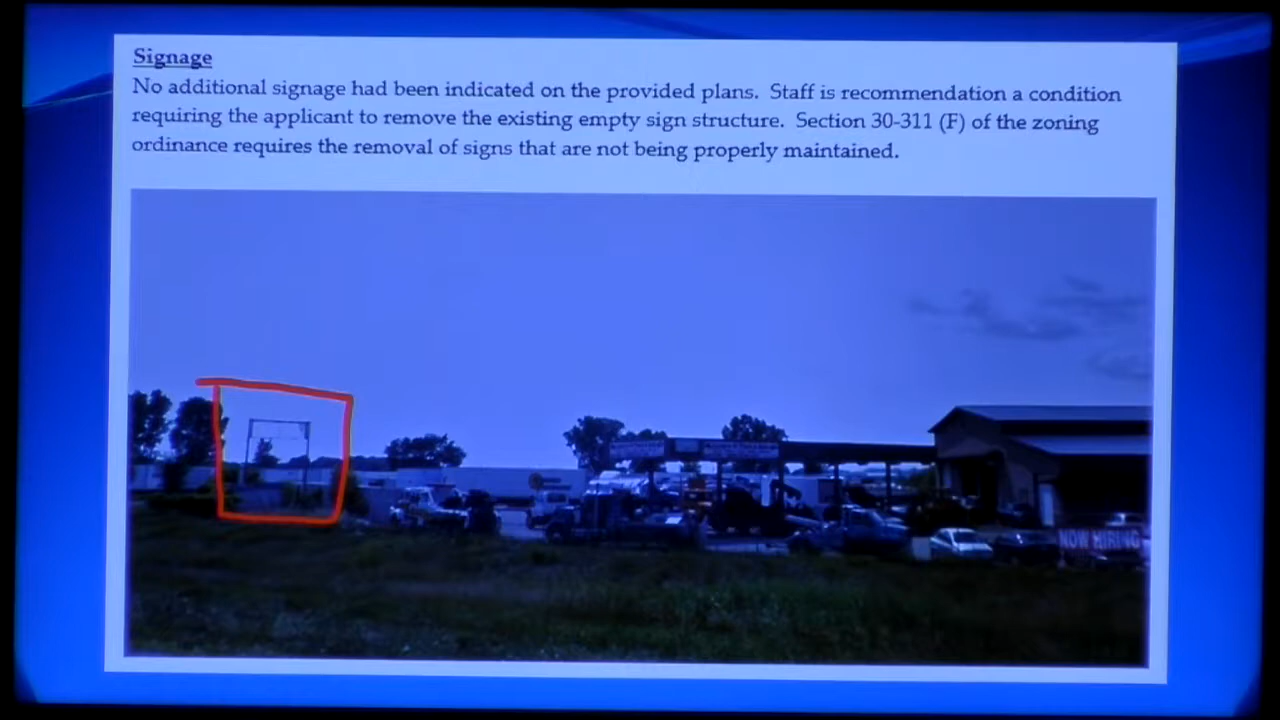 Signage
No additional signage had been indicated on the provided plans. Staff is recommendation a condition
requiring the applicant to remove the existing empty sign structure. Section 30-311 (F) of the zoning
ordinance requires the removal of signs that are not being properly maintained.
NOW HIRING